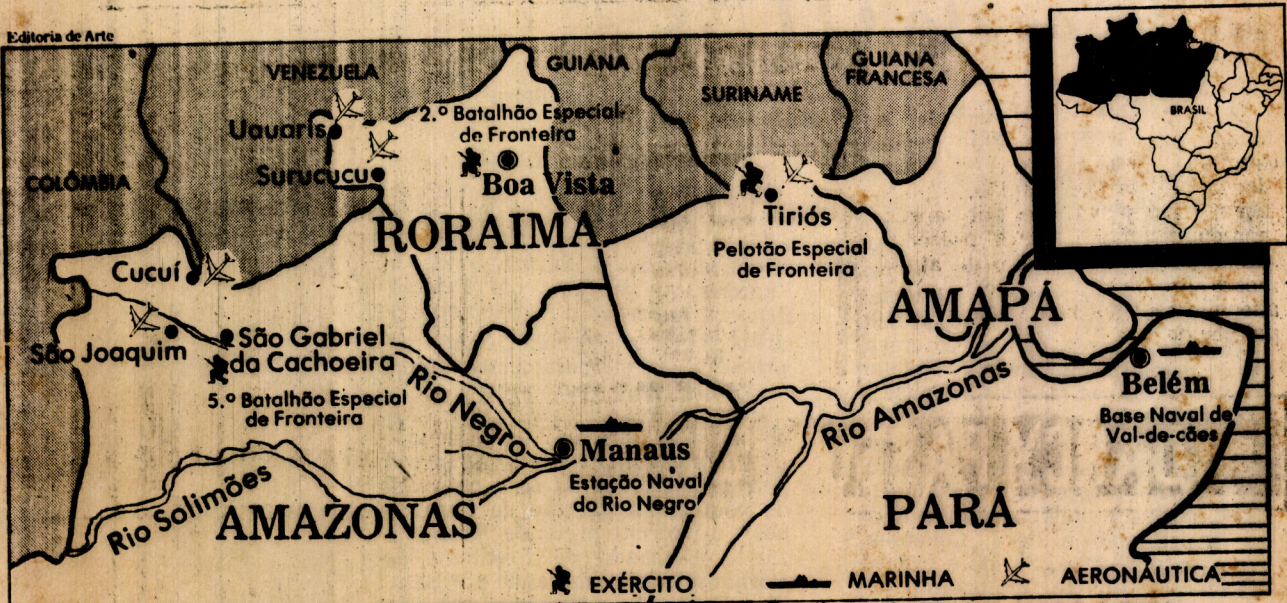 Editoria de Arte
VENEZUELA
GUIANA
SURINAME
GUIANA
FRANCESA
BRASIL
COLÔMBIA
Uauaris
Surucucu
2.º Batalhão Especial
de Fronteira
Boa Vista
RORAIMA
Tiriós
Pelotão Especial
de Fronteira
Cucuí
São Joaquim
São Gabriel
da Cachoeira
5.º Batalhão Especial
de Fronteira
Rio Negro
AMAPÁ
Rio Amazonas
Belém
Base Naval de
Val-de-cães
Manaus
Estação Naval
do Rio Negro
Rio Solimões
AMAZONAS
PARÁ
EXÉRCITO
MARINHA
AERONÁUTICA